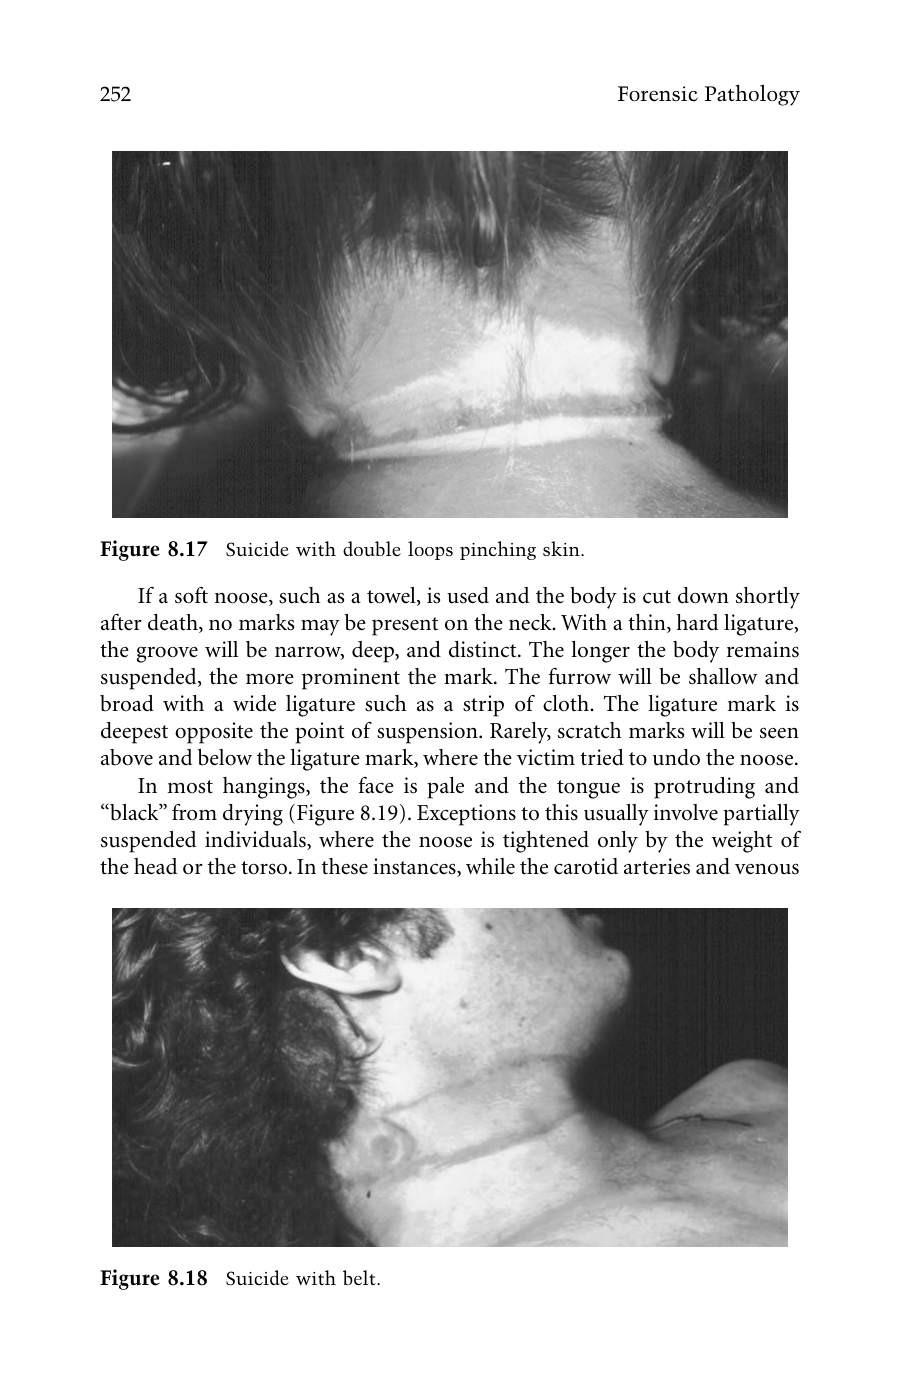 252
Forensic Pathology
Figure 8.17 Suicide with double loops pinching skin.
If a soft noose, such as a towel, is used and the body is cut down shortly
after death, no marks may be present on the neck. With a thin, hard ligature,
the groove will be narrow, deep, and distinct. The longer the body remains
suspended, the more prominent the mark. The furrow will be shallow and
broad with a wide ligature such as a strip of cloth. The ligature mark is
deepest opposite the point of suspension. Rarely, scratch marks will be seen
above and below the ligature mark, where the victim tried to undo the noose.
In most hangings, the face is pale and the tongue is protruding and
“black” from drying (Figure 8.19). Exceptions to this usually involve partially
suspended individuals, where the noose is tightened only by the weight of
the head or the torso. In these instances, while the carotid arteries and venous
Figure 8.18 Suicide with belt.